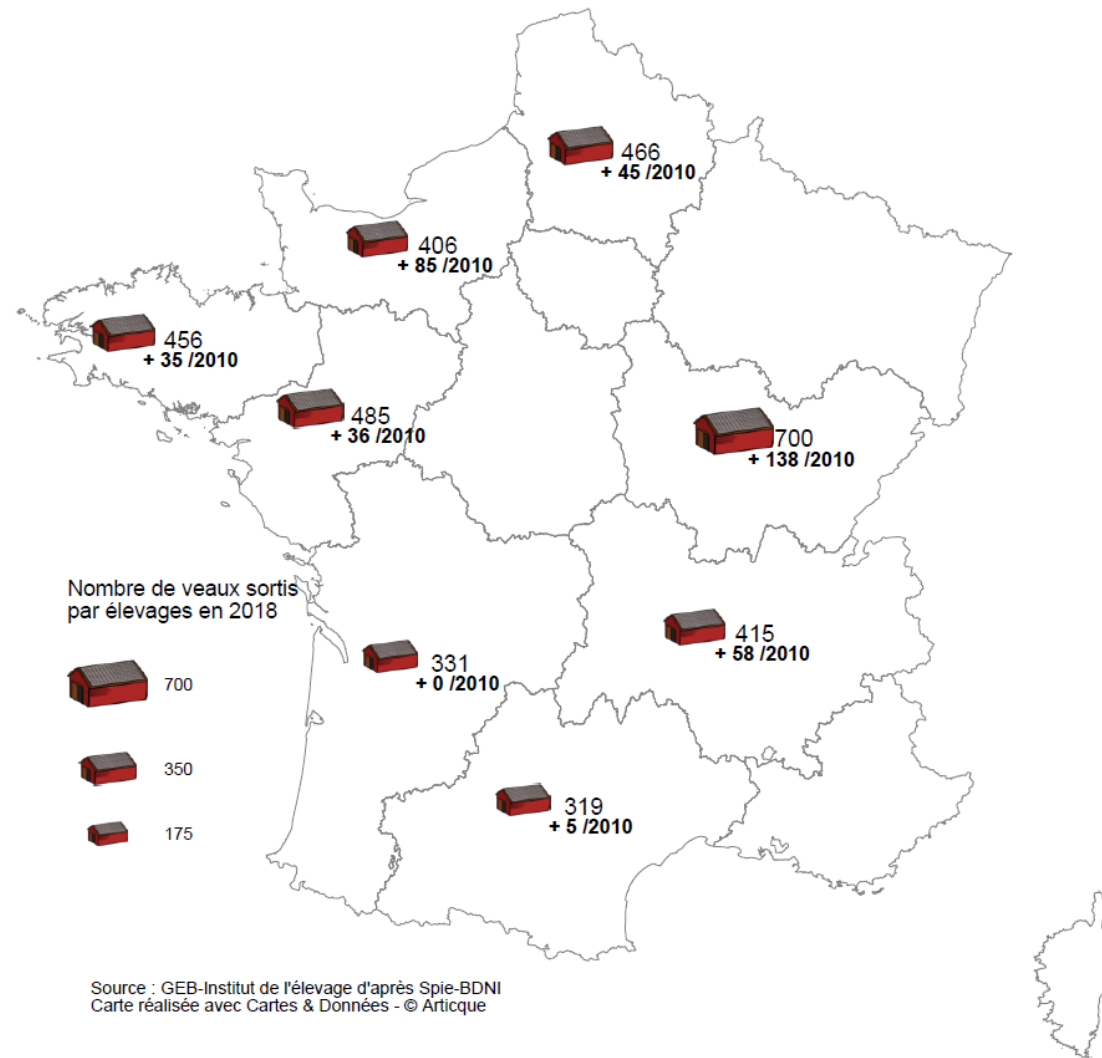 466
+ 45 /2010
406
+ 85 /2010
456
+ 35 /2010
485
+ 36 /2010
700
+ 138 /2010
Nombre de veaux sortis
par élevages en 2018
700
350
175
415
+ 58 /2010
331
+ 0 /2010
319
+ 5 /2010
Source : GEB-Institut de l'élevage d'après Spie-BDNI
Carte réalisée avec Cartes & Données - © Articque